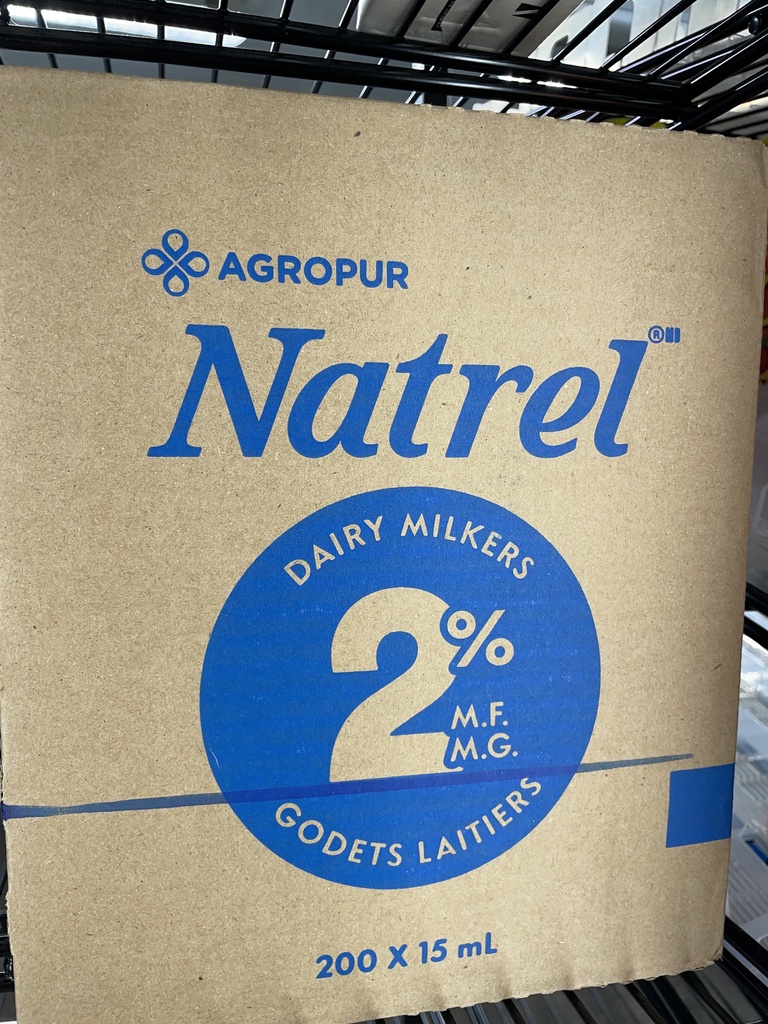 AGROPUR
Natrel ®
DAIRY MILKERS
2%
M.F.
M.G.
GODETS LAITIERS
200 X 15 mL